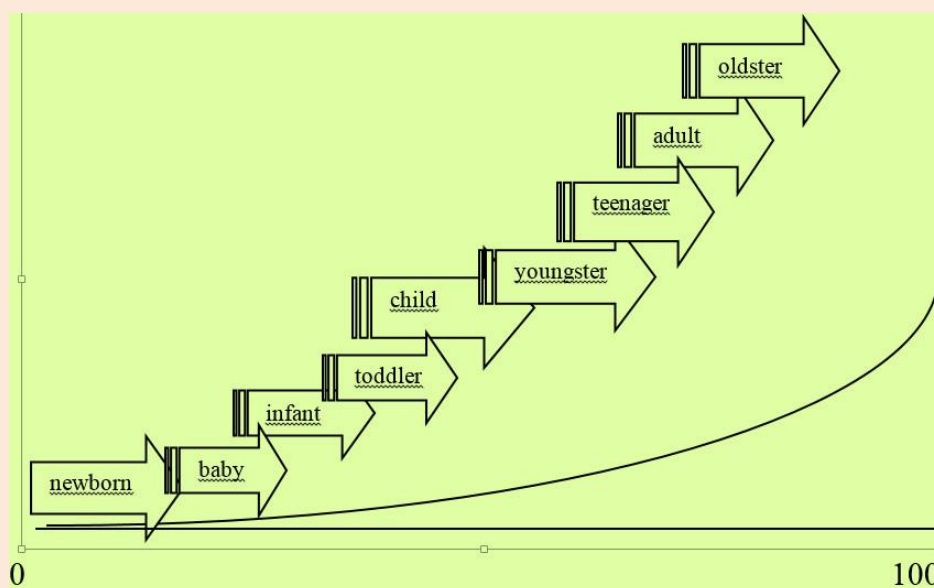 oldster
adult
teenager
youngster
child
toddler
infant
baby
newborn
0
100